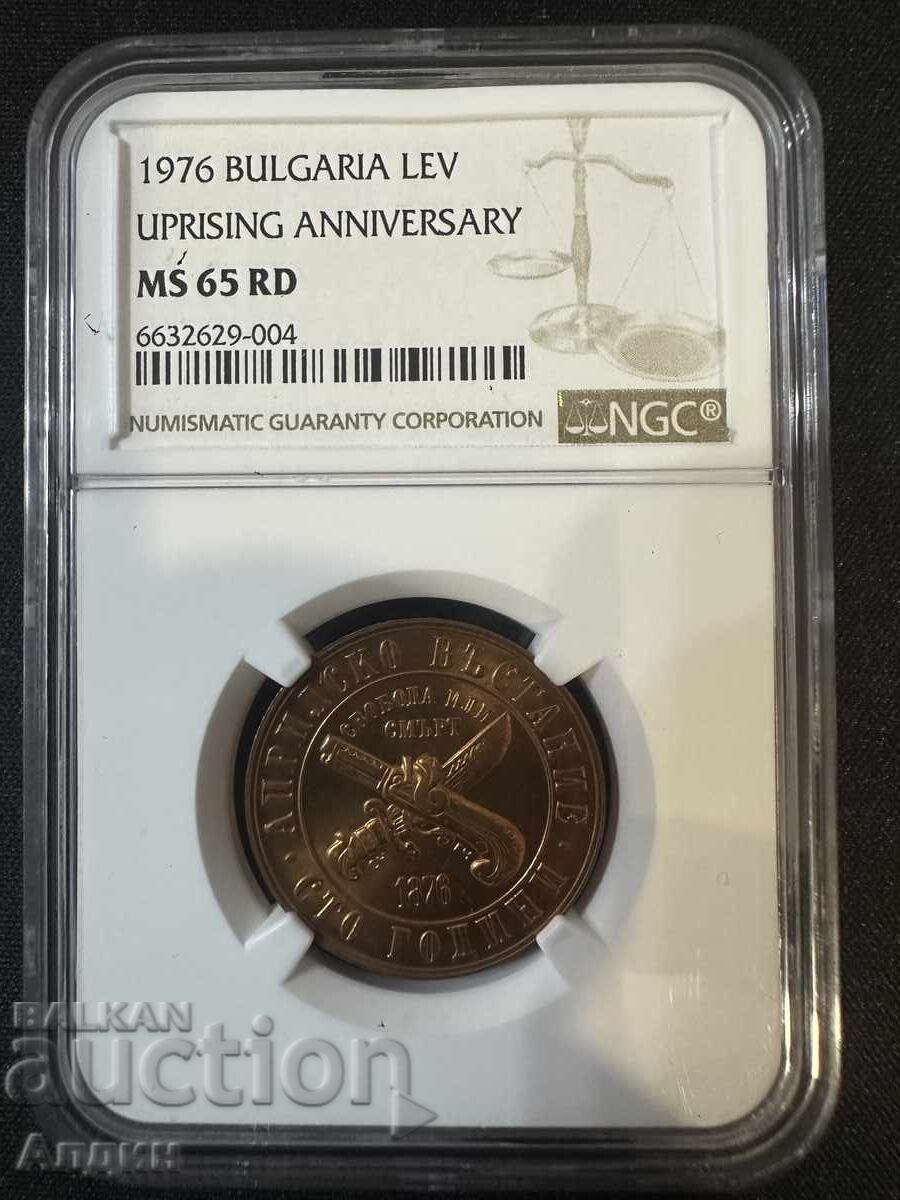 1976 BULGARIA LEV
UPRISING ANNIVERSARY
MS 65 RD
6632629-004
NUMISMATIC GUARANTY CORPORATION
NGC®
АПРИЛСКО ВЪСТАНИЕ
СВОБОДА ИЛИ
СМЪРТ
1876
· СТО ГОДИНИ ·
BALKAN
auction
Алдин